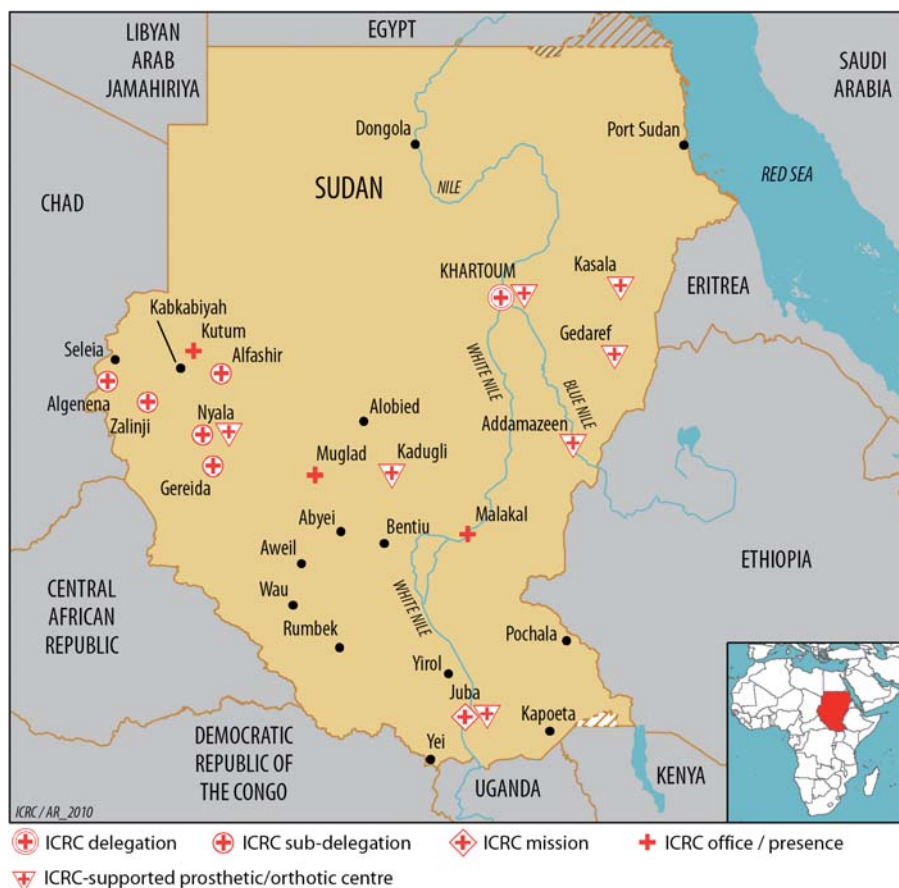 LIBYAN
ARAB
JAMAHIRIYA
EGYPT
SAUDI
ARABIA
Dongola
Port Sudan
RED SEA
SUDAN
NILE
CHAD
KHARTOUM
Kasala
ERITREA
Kabkabiyah
Kutum
Seleia
Alfashir
Gedaref
WHITE NILE
BLUE NILE
Algenena
Zalinji
Nyala
Alobied
Addamazeen
Muglad
Kadugli
Gereida
Abyei
Bentiu
Malakal
Aweil
ETHIOPIA
CENTRAL
AFRICAN
REPUBLIC
Wau
WHITE NILE
Rumbek
Pochala
Yirol
Juba
Kapoeta
DEMOCRATIC
REPUBLIC OF
THE CONGO
Yei
UGANDA
KENYA
ICRC / AR_2010
ICRC delegation
ICRC sub-delegation
ICRC mission
ICRC office / presence
ICRC-supported prosthetic/orthotic centre